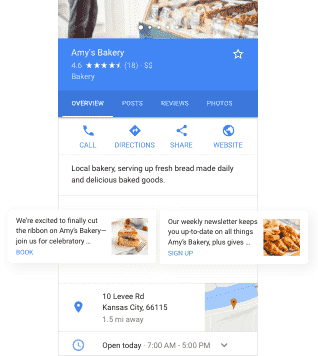 Amy's Bakery
4.6 ★★★★★ (18) · $$
Bakery
OVERVIEW POSTS REVIEWS PHOTOS
CALL DIRECTIONS SHARE WEBSITE
Local bakery, serving up fresh bread made daily
and delicious baked goods.
We're excited to finally cut
the ribbon on Amy's Bakery—
join us for celebratory ...
BOOK
Our weekly newsletter keeps
you up-to-date on all things
Amy's Bakery, plus gives ...
SIGN UP
10 Levee Rd
Kansas City, 66115
1.5 mi away
Open today · 7:00 AM - 5:00 PM